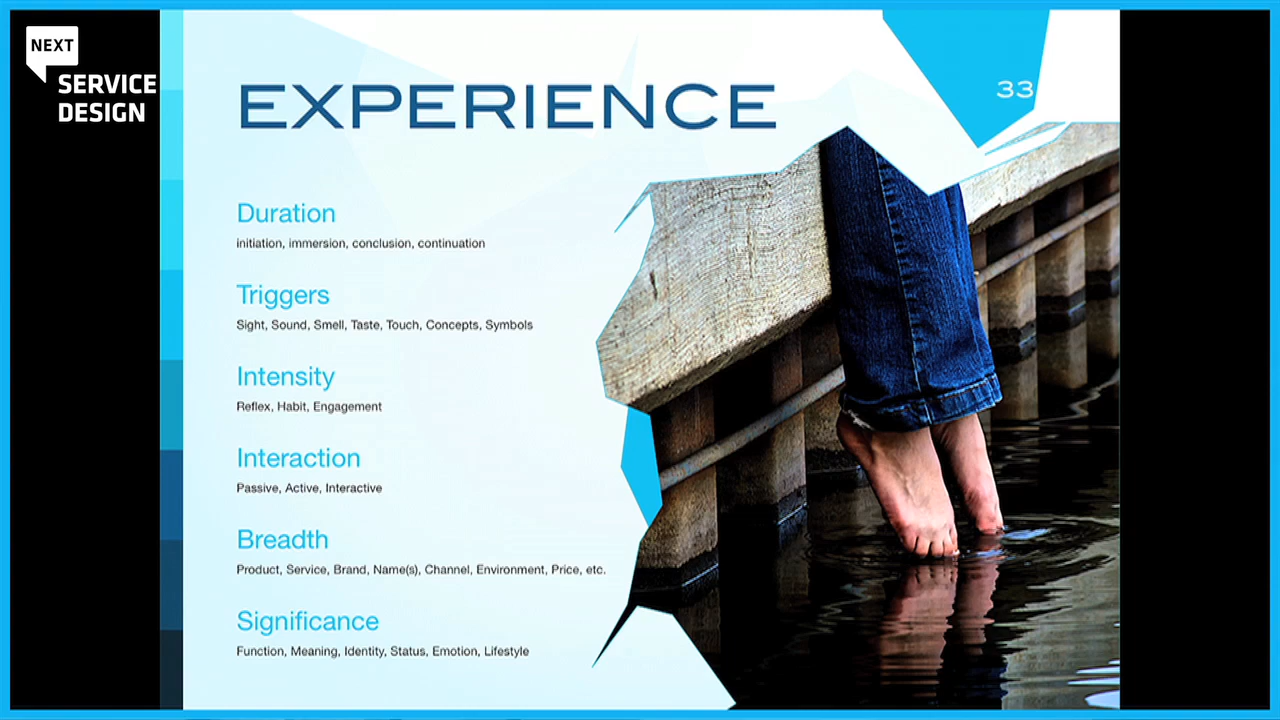 NEXT
SERVICE
DESIGN
EXPERIENCE
33
Duration
initiation, immersion, conclusion, continuation
Triggers
Sight, Sound, Smell, Taste, Touch, Concepts, Symbols
Intensity
Reflex, Habit, Engagement
Interaction
Passive, Active, Interactive
Breadth
Product, Service, Brand, Name(s), Channel, Environment, Price, etc.
Significance
Function, Meaning, Identity, Status, Emotion, Lifestyle